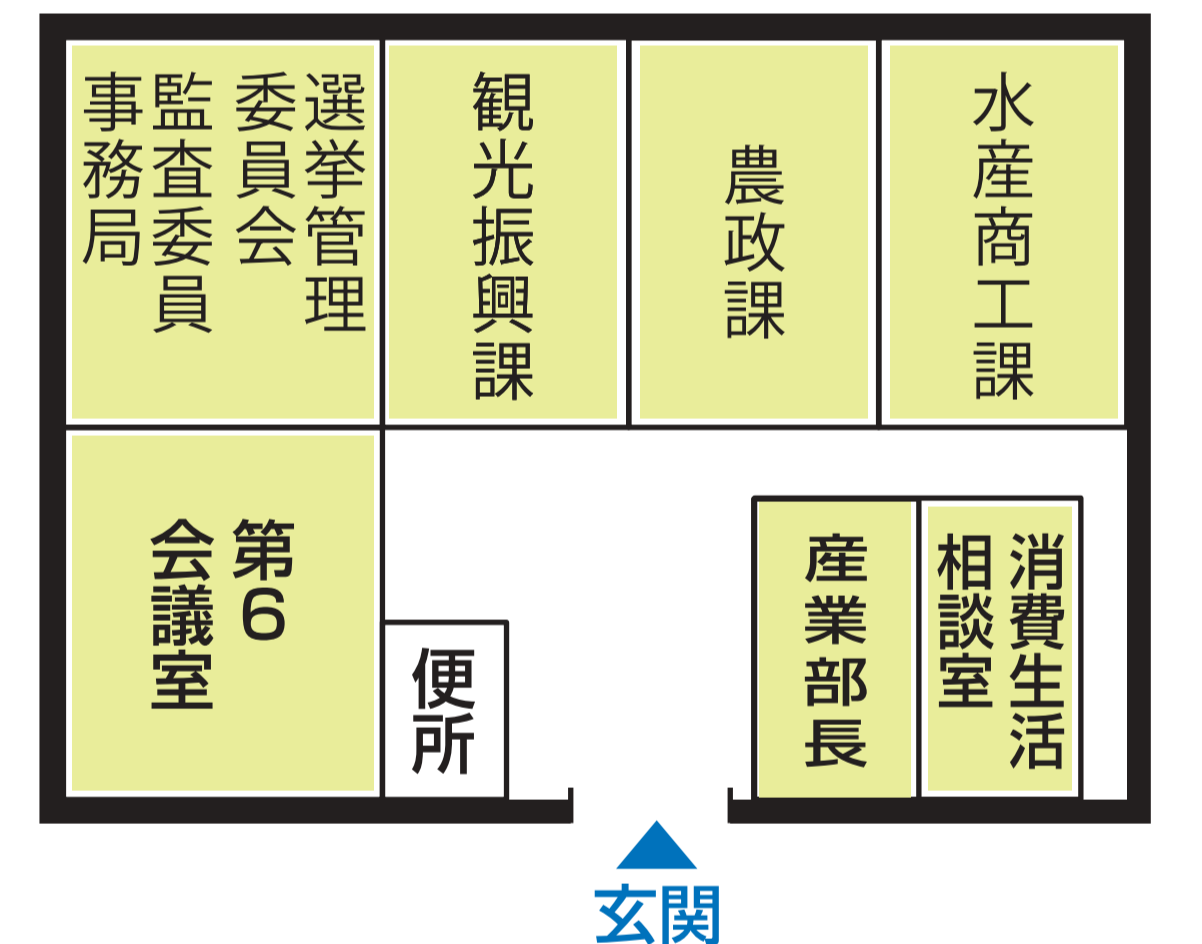 選挙管理
委員会
監査委員
事務局
観光振興課
農政課
水産商工課
第6
会議室
便所
産業部長
消費生活
相談室
玄関